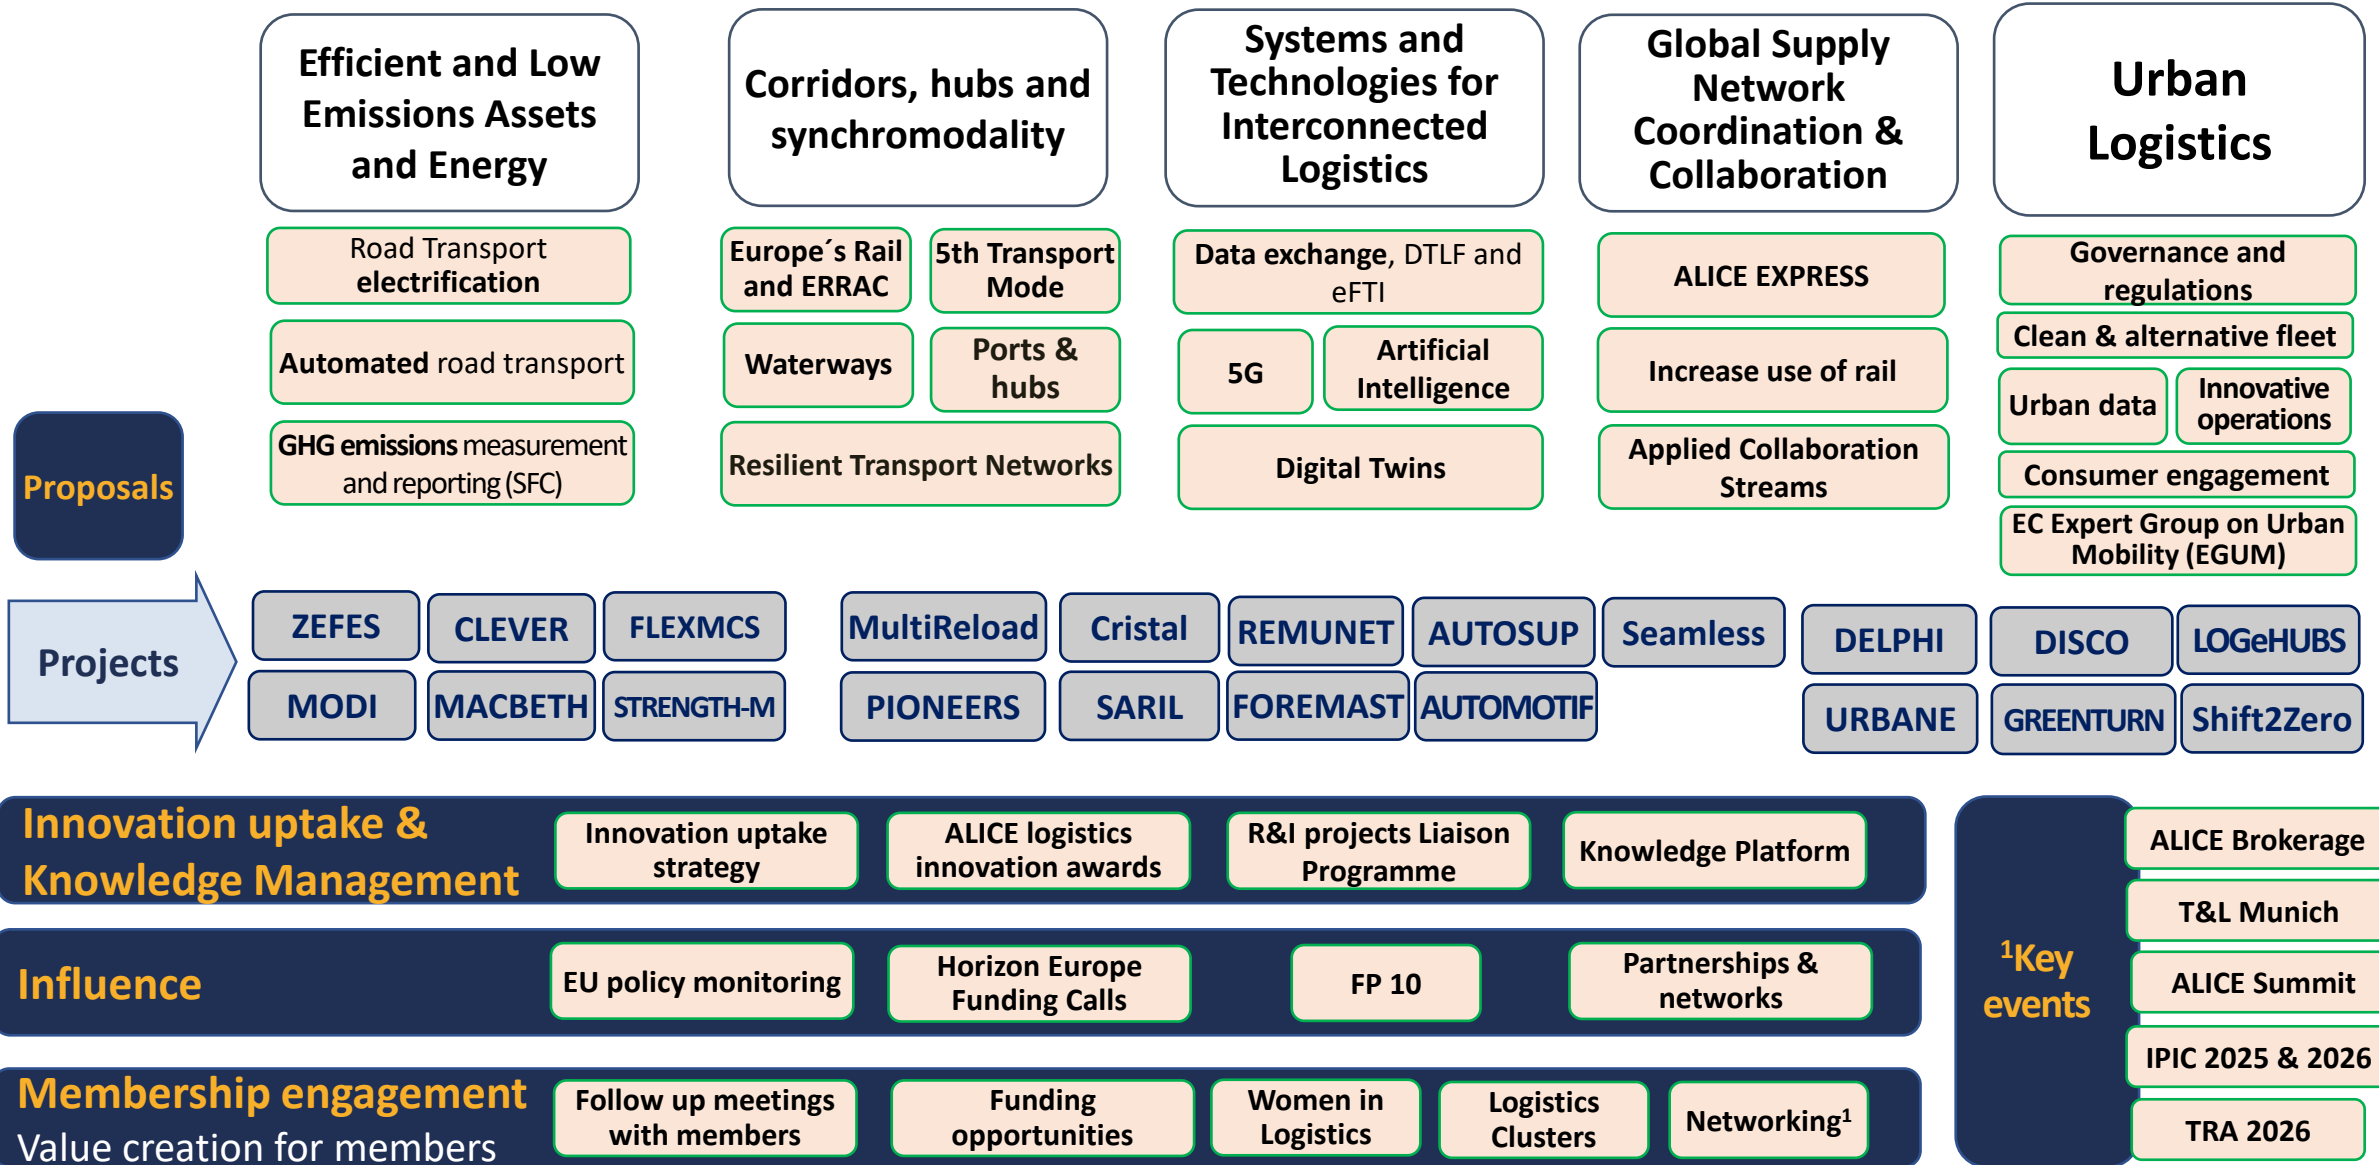 Efficient and Low
Emissions Assets
and Energy
Corridors, hubs and
synchromodality
Systems and
Technologies for
Interconnected
Logistics
Global Supply
Network
Coordination &
Collaboration
Urban
Logistics
Road Transport
electrification
Automated road transport
GHG emissions measurement
and reporting (SFC)
Europe´s Rail
and ERRAC
5th Transport
Mode
Waterways
Ports &
hubs
Resilient Transport Networks
Data exchange, DTLF and
eFTI
5G
Artificial
Intelligence
Digital Twins
ALICE EXPRESS
Increase use of rail
Applied Collaboration
Streams
Governance and
regulations
Clean & alternative fleet
Urban data
Innovative
operations
Consumer engagement
EC Expert Group on Urban
Mobility (EGUM)
Proposals
Projects
ZEFES
CLEVER
FLEXMCS
MultiReload
Cristal
REMUNET
AUTOSUP
Seamless
DELPHI
DISCO
LOGeHUBS
MODI
MACBETH
STRENGTH-M
PIONEERS
SARIL
FOREMAST
AUTOMOTIF
URBANE
GREENTURN
Shift2Zero
Innovation uptake &
Knowledge Management
Innovation uptake
strategy
ALICE logistics
innovation awards
R&I projects Liaison
Programme
Knowledge Platform
Influence
EU policy monitoring
Horizon Europe
Funding Calls
FP 10
Partnerships &
networks
Membership engagement
Value creation for members
Follow up meetings
with members
Funding
opportunities
Women in
Logistics
Logistics
Clusters
Networking¹
¹Key
events
ALICE Brokerage
T&L Munich
ALICE Summit
IPIC 2025 & 2026
TRA 2026